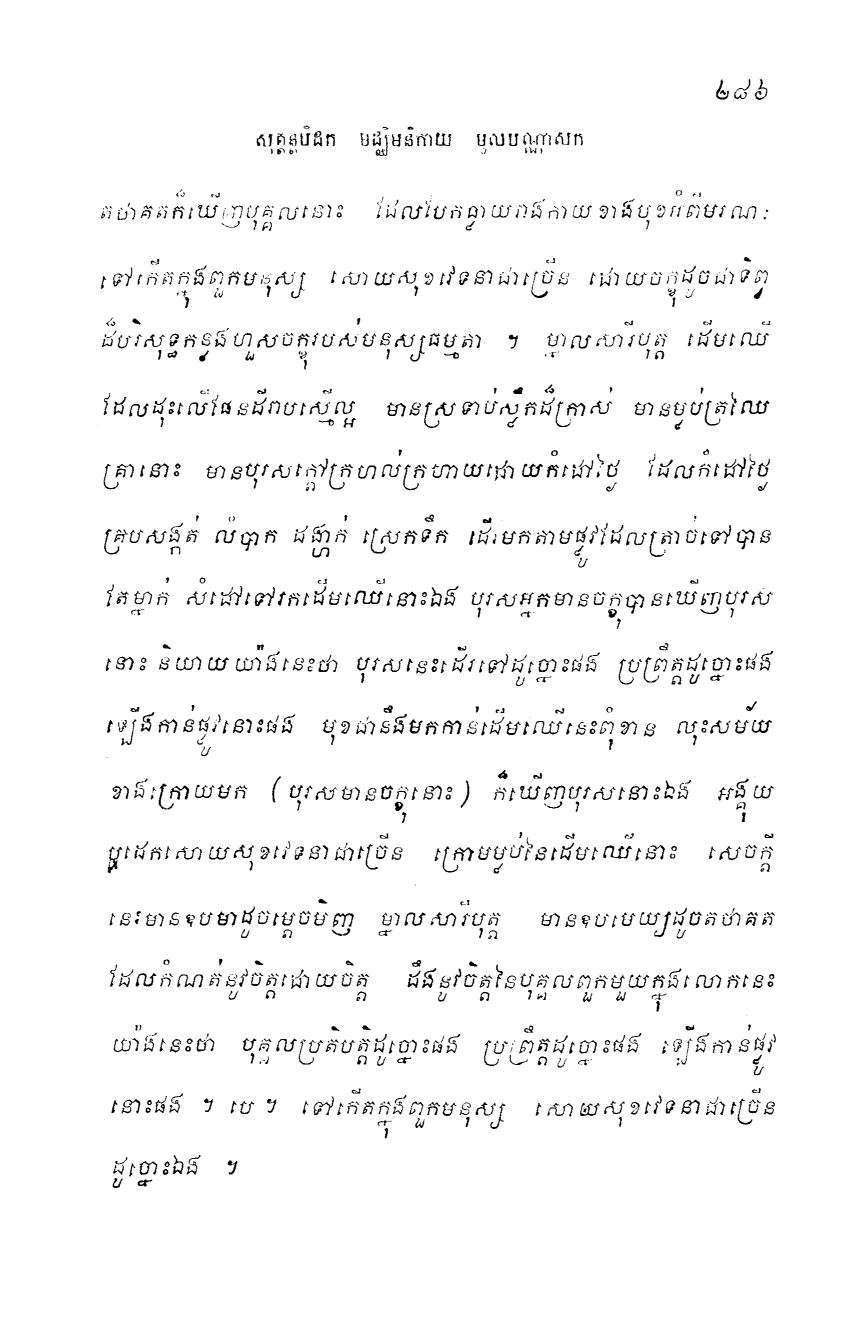 ២៨៦
សុត្តន្តបិដក មជ្ឈិមនិកាយ មូលបណ្ណាសក
តថាគតក៏ឃើញបុគ្គលនោះ ដែលបែកធ្លាយរាងកាយខាងមុខអំពីមរណៈ
ទៅកើតក្នុងពួកមនុស្ស សោយសុខវេទនាជាច្រើន ដោយចក្ខុដូចជាទិព្វ
ដ៏បរិសុទ្ធកន្លងហួសចក្ខុរបស់មនុស្សធម្មតា ។ ម្នាលសារីបុត្ត ដើមឈើ
ដែលដុះលើផែនដីរាបស្មើល្អ មានស្រទាប់ស្លឹកដ៏ក្រាស់ មានម្លប់ត្រឈៃ
គ្រានោះ មានបុរសក្តៅក្រហល់ក្រហាយដោយកំដៅថ្ងៃ ដែលកំដៅថ្ងៃ
គ្របសង្កត់ លំបាក ដង្ហក់ ស្រេកទឹក ដើរមកតាមផ្លូវដែលត្រាច់ទៅបាន
តែម្នាក់ សំដៅទៅរកដើមឈើនោះឯង បុរសអ្នកមានចក្ខុបានឃើញបុរស
នោះ និយាយយ៉ាងនេះថា បុរសនេះដើរទៅដូច្នោះផង ប្រព្រឹត្តដូច្នោះផង
ឡើងកាន់ផ្លូវនោះផង មុខជានឹងមកកាន់ដើមឈើនេះពុំខាន លុះសម័យ
ខាងក្រោយមក (បុរសមានចក្ខុនោះ) ក៏ឃើញបុរសនោះឯង អង្គុយ
ឬដេកសោយសុខវេទនាជាច្រើន ក្រោមម្លប់នៃដើមឈើនោះ សេចក្តី
នេះមានឧបមាដូចម្តេចមិញ ម្នាលសារីបុត្ត មានឧបមេយ្យដូចតថាគត
ដែលកំណត់នូវចិត្តដោយចិត្ត ដឹងនូវចិត្តនៃបុគ្គលពួកមួយក្នុងលោកនេះ
យ៉ាងនេះថា បុគ្គលប្រតិបត្តិដូច្នោះផង ប្រព្រឹត្តដូច្នោះផង ឡើងកាន់ផ្លូវ
នោះផង ។ បេ ។ ទៅកើតក្នុងពួកមនុស្ស សោយសុខវេទនាជាច្រើន
ដូច្នោះឯង ។